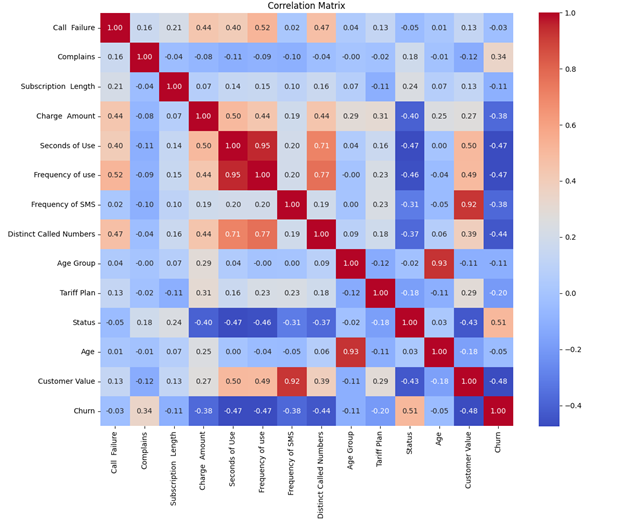 Correlation Matrix
Call Failure 1.00 0.16 0.21 0.44 0.40 0.52 0.02 0.47 0.04 0.13 -0.05 0.01 0.13 -0.03
Complains 0.16 1.00 -0.04 -0.08 -0.11 -0.09 -0.10 -0.04 -0.00 -0.02 0.18 -0.01 -0.12 0.34
Subscription Length 0.21 -0.04 1.00 0.07 0.14 0.15 0.10 0.16 0.07 -0.11 0.24 0.07 0.13 -0.11
Charge Amount 0.44 -0.08 0.07 1.00 0.50 0.44 0.19 0.44 0.29 0.31 -0.40 0.25 0.27 -0.38
Seconds of Use 0.40 -0.11 0.14 0.50 1.00 0.95 0.20 0.71 0.04 0.16 -0.47 0.00 0.50 -0.47
Frequency of use 0.52 -0.09 0.15 0.44 0.95 1.00 0.20 0.77 -0.00 0.23 -0.46 -0.04 0.49 -0.47
Frequency of SMS 0.02 -0.10 0.10 0.19 0.20 0.20 1.00 0.19 0.00 0.23 -0.31 -0.05 0.92 -0.38
Distinct Called Numbers 0.47 -0.04 0.16 0.44 0.71 0.77 0.19 1.00 0.09 0.18 -0.37 0.06 0.39 -0.44
Age Group 0.04 -0.00 0.07 0.29 0.04 -0.00 0.00 0.09 1.00 -0.12 -0.02 0.93 -0.11 -0.11
Tariff Plan 0.13 -0.02 -0.11 0.31 0.16 0.23 0.23 0.18 -0.12 1.00 -0.18 -0.11 0.29 -0.20
Status -0.05 0.18 0.24 -0.40 -0.47 -0.46 -0.31 -0.37 -0.02 -0.18 1.00 0.03 -0.43 0.51
Age 0.01 -0.01 0.07 0.25 0.00 -0.04 -0.05 0.06 0.93 -0.11 0.03 1.00 -0.18 -0.05
Customer Value 0.13 -0.12 0.13 0.27 0.50 0.49 0.92 0.39 -0.11 0.29 -0.43 -0.18 1.00 -0.48
Churn -0.03 0.34 -0.11 -0.38 -0.47 -0.47 -0.38 -0.44 -0.11 -0.20 0.51 -0.05 -0.48 1.00
Call Failure
Complains
Subscription Length
Charge Amount
Seconds of Use
Frequency of use
Frequency of SMS
Distinct Called Numbers
Age Group
Tariff Plan
Status
Age
Customer Value
Churn
1.0
0.8
0.6
0.4
0.2
0.0
−0.2
−0.4